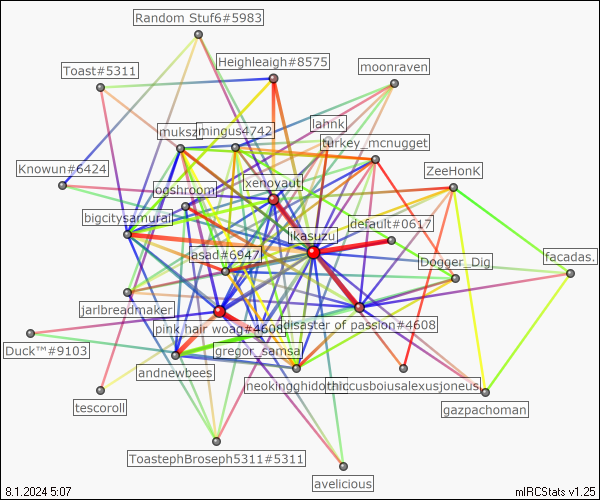 Random Stuf6#5983
Heighleaigh#8575
moonraven
Toast#5311
lahnk
muksz
mingus4742
turkey_mcnugget
Knowun#6424
ooshroom
xenoyaut
ZeeHonK
bigcitysamurai
likasuzu
default#0617
jasad#6947
Dogger_Dig
facadas.
jarlbreadmaker
pink hair woag#4608
disaster of passion#4608
Duck™#9103
gregor_samsa
andnewbees
neokingghidorah
thiccusboiusalexusjoneus
gazpachoman
tescoroll
ToastephBroseph5311#5311
avelicious
8.1.2024 5:07
mIRCStats v1.25